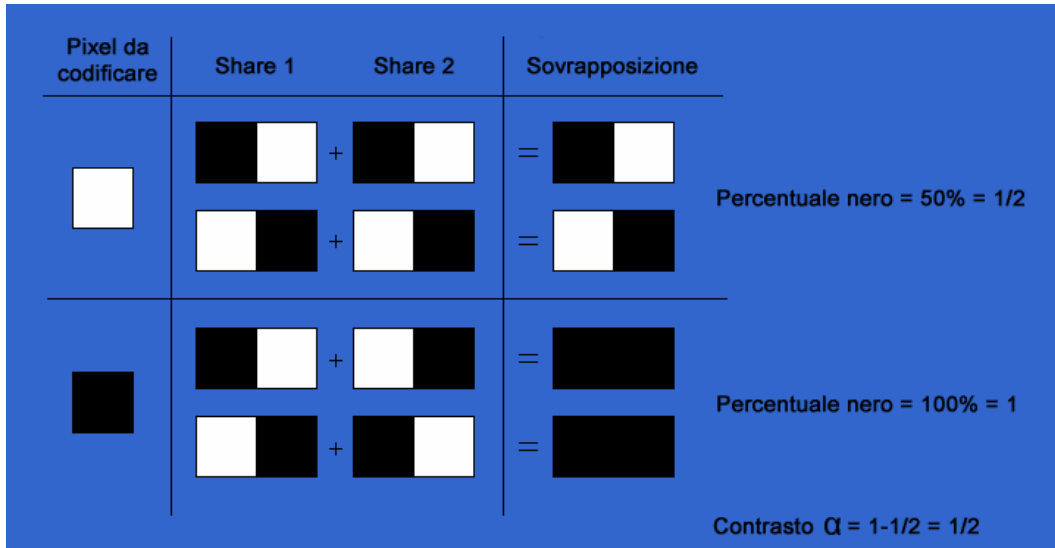 Pixel da
codificare
Share 1
Share 2
Sovrapposizione
+
=
+
=
Percentuale nero = 50% = 1/2
+
=
+
=
Percentuale nero = 100% = 1
Contrasto α = 1-1/2 = 1/2